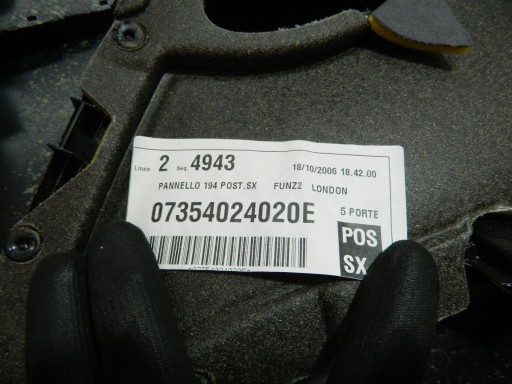 Linea 2 Seq. 4943 18/10/2006 18.42.00
PANNELLO 194 POST.SX FUNZ2 LONDON
07354024020E 5 PORTE
POS
SX